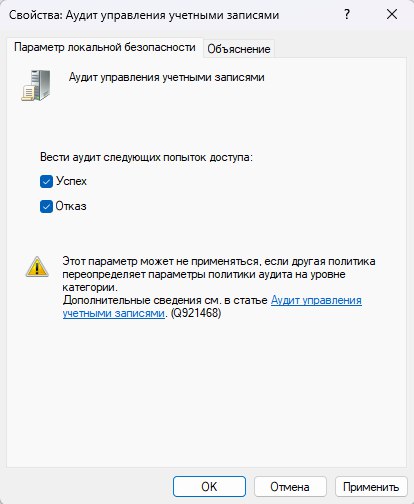 Свойства: Аудит управления учетными записями ? ×
Параметр локальной безопасности Объяснение
Аудит управления учетными записями
Вести аудит следующих попыток доступа:
Успех
Отказ
Этот параметр может не применяться, если другая политика
переопределяет параметры политики аудита на уровне
категории.
Дополнительные сведения см. в статье Аудит управления
учетными записями. (Q921468)
ОК Отмена Применить